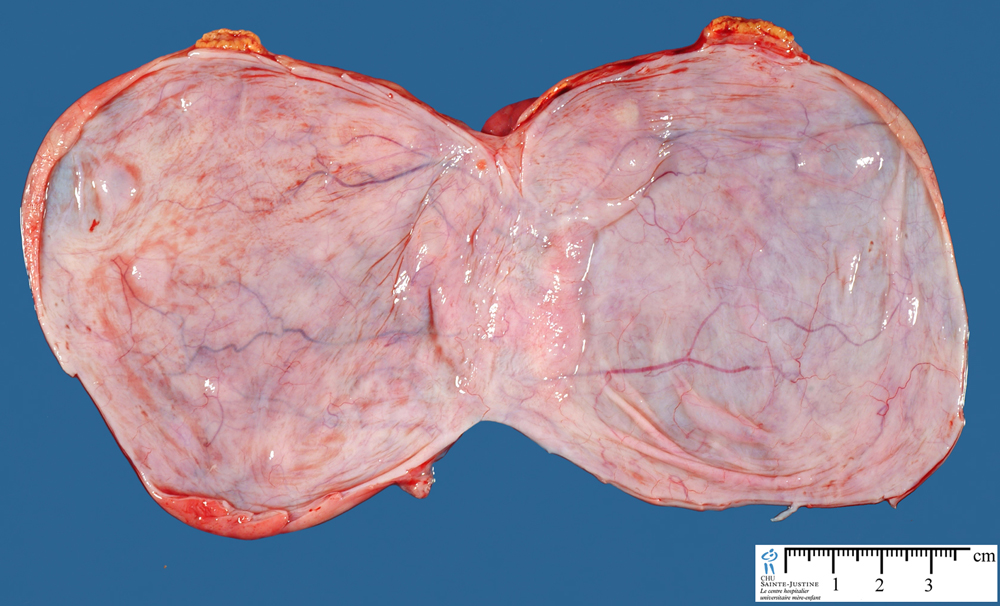 cm
1 2 3
CHU
SAINTE-JUSTINE
Le centre hospitalier
universitaire mère-enfant